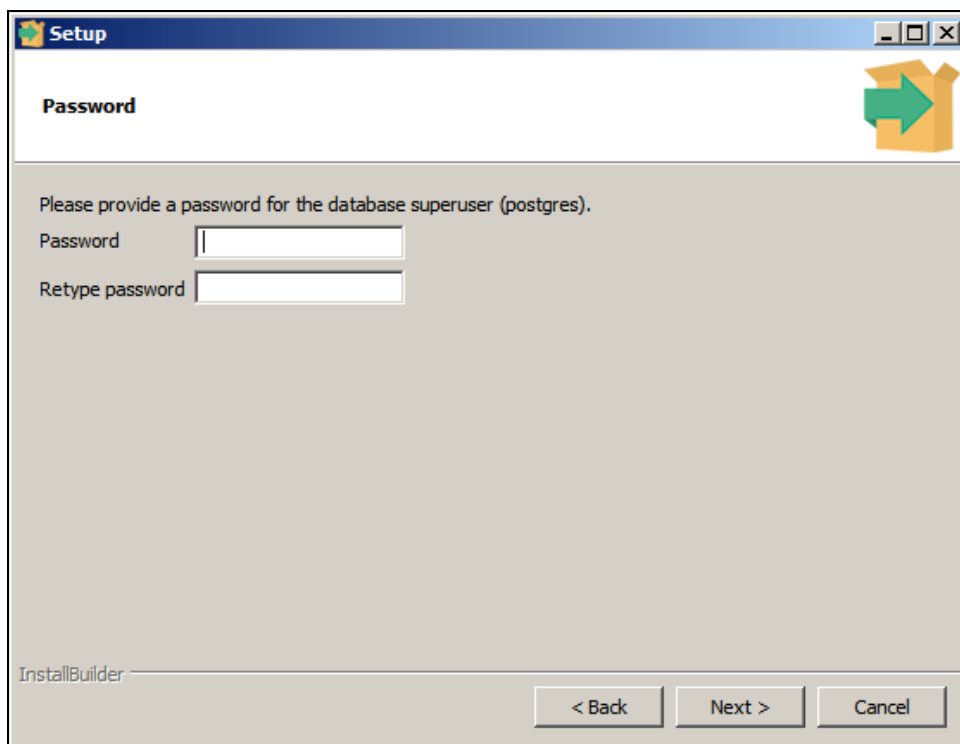 Setup
Password
Please provide a password for the database superuser (postgres).
Password
Retype password
InstallBuilder
< Back Next > Cancel